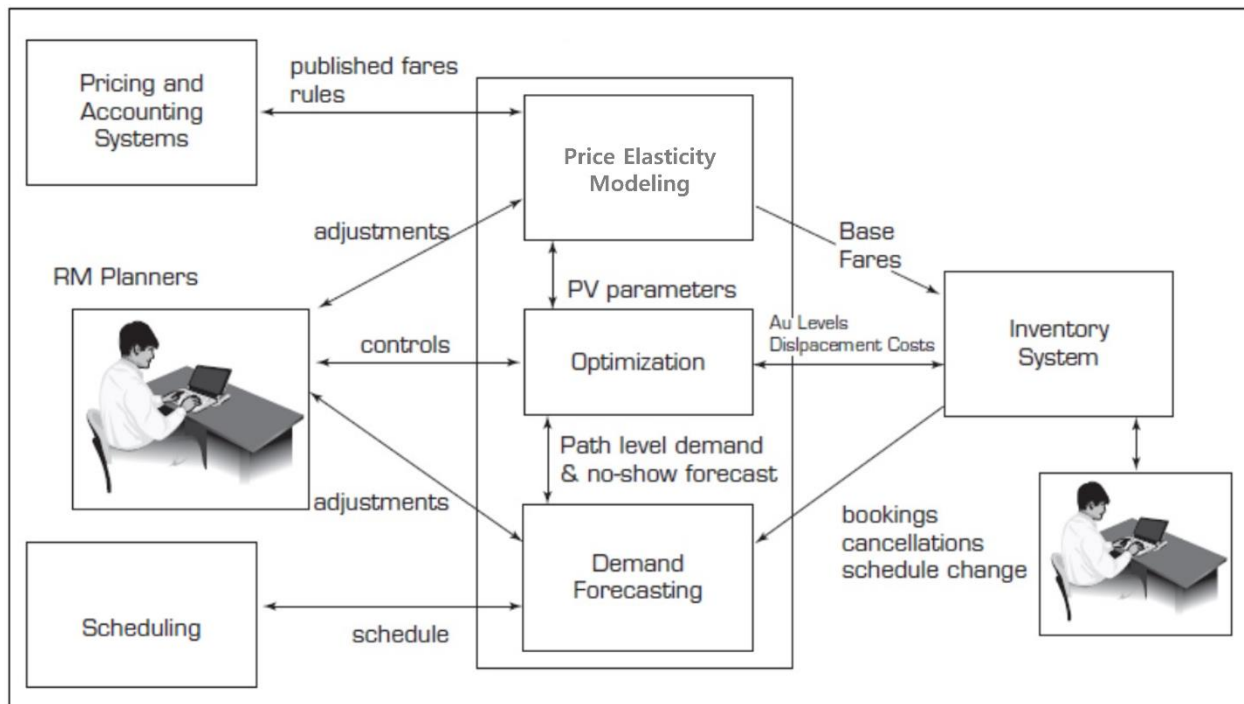 Pricing and
Accounting
Systems
published fares
rules
Price Elasticity
Modeling
adjustments
Base
Fares
RM Planners
PV parameters
controls
Optimization
Au Levels
Dislpacement Costs
Inventory
System
Path level demand
& no-show forecast
adjustments
Demand
Forecasting
bookings
cancellations
schedule change
Scheduling
schedule